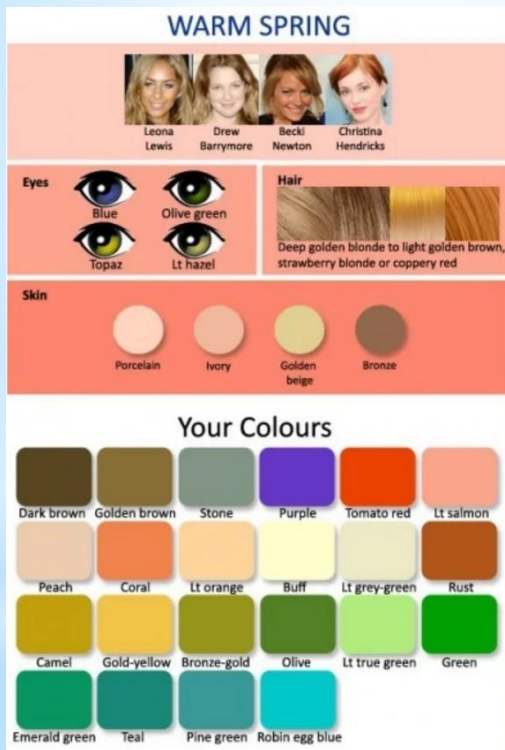 WARM SPRING
Leona Lewis
Drew Barrymore
Becki Newton
Christina Hendricks
Eyes
Blue
Olive green
Topaz
Lt hazel
Hair
Deep golden blonde to light golden brown,
strawberry blonde or coppery red
Skin
Porcelain
Ivory
Golden beige
Bronze
Your Colours
Dark brown Golden brown Stone Purple Tomato red Lt salmon
Peach Coral Lt orange Buff Lt grey-green Rust
Camel Gold-yellow Bronze-gold Olive Lt true green Green
Emerald green Teal Pine green Robin egg blue